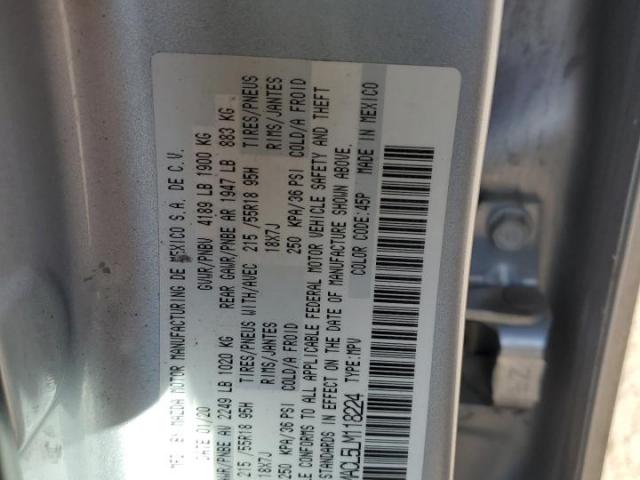 MFD. BY MAZDA MOTOR MANUFACTURING DE MEXICO S.A. DE C.V.
DATE 01/20 GVWR/PNBV 4189 LB 1900 KG
GAWR/PNBE AV 2249 LB 1020 KG REAR GAWR/PNBE AR 1947 LB 883 KG
215 /55R18 95H TIRES/PNEUS WITH/AVEC 215 /55R18 95H TIRES/PNEUS
18X7J RIMS/JANTES 18X7J RIMS/JANTES
250 KPA/36 PSI COLD/A FROID 250 KPA/36 PSI COLD/A FROID
CONFORMS TO ALL APPLICABLE FEDERAL MOTOR VEHICLE SAFETY AND THEFT
STANDARDS IN EFFECT ON THE DATE OF MANUFACTURE SHOWN ABOVE.
MACL5LM118224 TYPE:MPV COLOR CODE:45P MADE IN MEXICO